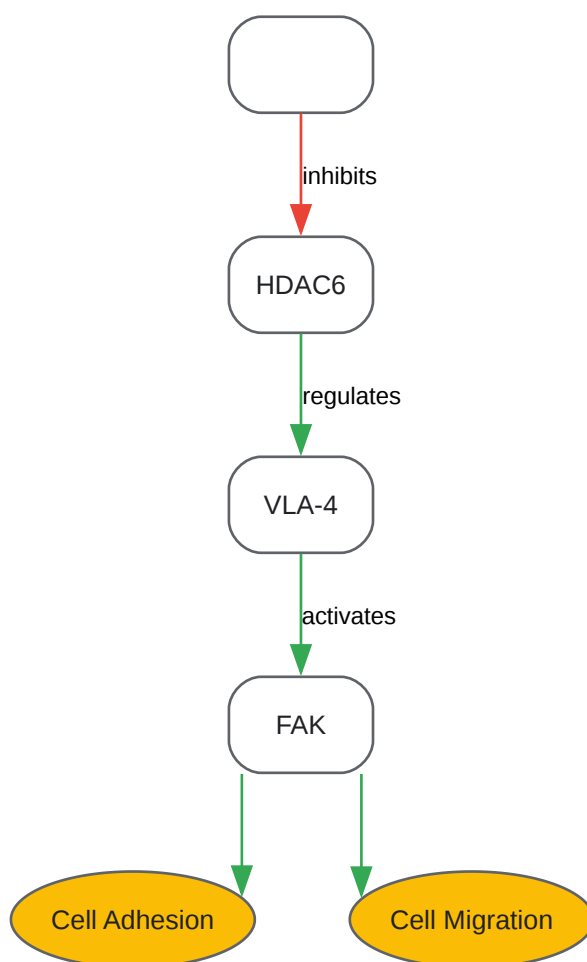 inhibits
HDAC6
regulates
VLA-4
activates
FAK
Cell Adhesion
Cell Migration